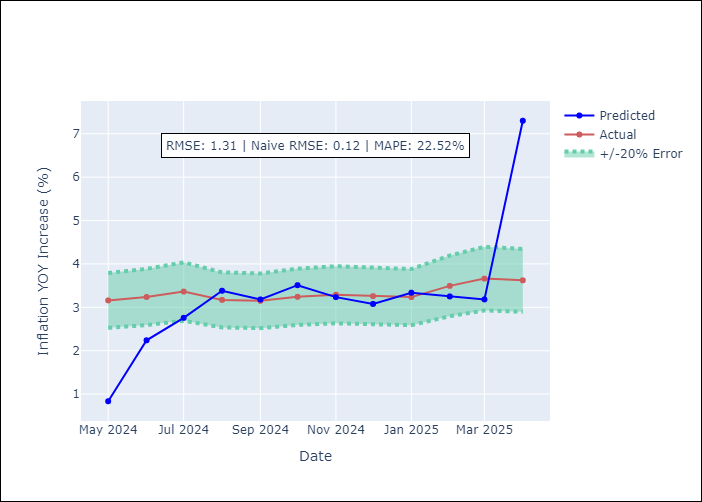 RMSE: 1.31 | Naive RMSE: 0.12 | MAPE: 22.52%
Predicted
Actual
+/-20% Error
Inflation YOY Increase (%)
7
6
5
4
3
2
1
May 2024
Jul 2024
Sep 2024
Nov 2024
Jan 2025
Mar 2025
Date